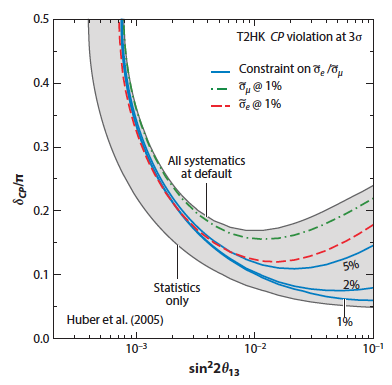 T2HK CP violation at 3σ
Constraint on σ̃e /σ̃μ
σ̃μ @ 1%
σ̃e @ 1%
All systematics
at default
Statistics
only
5%
2%
1%
Huber et al. (2005)
δCP/π
0.5
0.4
0.3
0.2
0.1
0.0
10⁻³
10⁻²
10⁻¹
sin²2θ₁₃